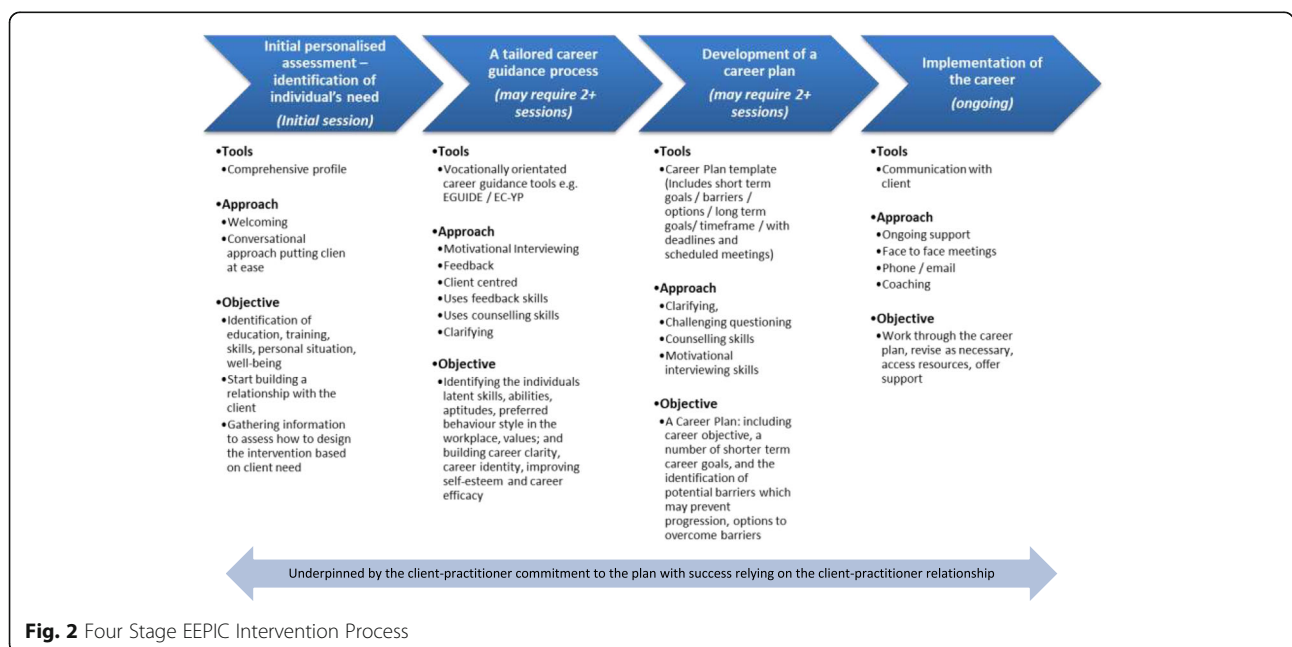 Initial personalised
assessment –
identification of
individual's need
(Initial session)
•Tools
•Comprehensive profile
•Approach
•Welcoming
•Conversational
approach putting clien
at ease
•Objective
•Identification of
education, training,
skills, personal situation,
well-being
•Start building a
relationship with the
client
•Gathering information
to assess how to design
the intervention based
on client need
A tailored career
guidance process
(may require 2+
sessions)
•Tools
•Vocationally orientated
career guidance tools e.g.
EGUIDE / EC-YP
•Approach
•Motivational Interviewing
•Feedback
•Client centred
•Uses feedback skills
•Uses counselling skills
•Clarifying
•Objective
•Identifying the individuals
latent skills, abilities,
aptitudes, preferred
behaviour style in the
workplace, values; and
building career clarity,
career identity, improving
self-esteem and career
efficacy
Development of a
career plan
(may require 2+
sessions)
•Tools
•Career Plan template
(Includes short term
goals / barriers /
options / long term
goals/ timeframe / with
deadlines and
scheduled meetings)
•Approach
•Clarifying,
•Challenging questioning
•Counselling skills
•Motivational
interviewing skills
•Objective
•A Career Plan: including
career objective, a
number of shorter term
career goals, and the
identification of
potential barriers which
may prevent
progression, options to
overcome barriers
Implementation of
the career
(ongoing)
•Tools
•Communication with
client
•Approach
•Ongoing support
•Face to face meetings
•Phone / email
•Coaching
•Objective
•Work through the career
plan, revise as necessary,
access resources, offer
support
Underpinned by the client-practitioner commitment to the plan with success relying on the client-practitioner relationship
Fig. 2 Four Stage EEPIC Intervention Process